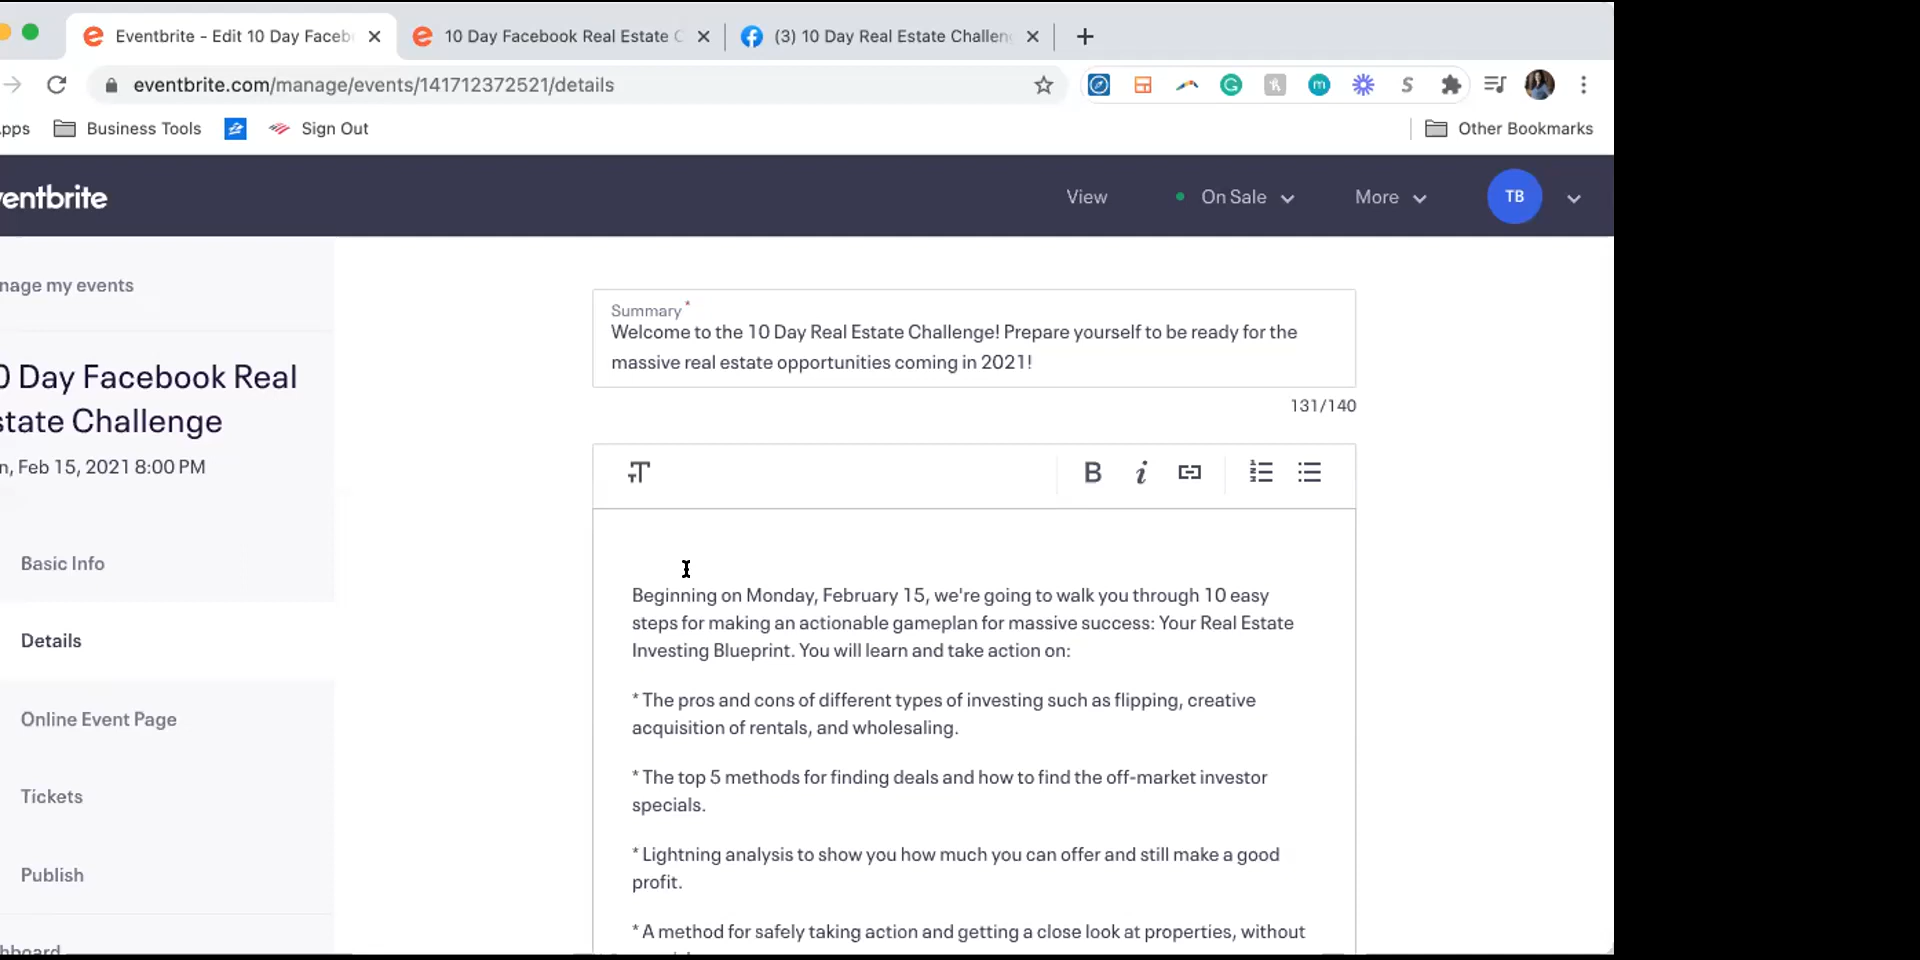 Eventbrite - Edit 10 Day Faceb
10 Day Facebook Real Estate C
(3) 10 Day Real Estate Challen
eventbrite.com/manage/events/141712372521/details
pps
Business Tools
Sign Out
Other Bookmarks
ventbrite
View
On Sale
More
TB
nage my events
0 Day Facebook Real
state Challenge
n, Feb 15, 2021 8:00 PM
Basic Info
Details
Online Event Page
Tickets
Publish
hboard
Summary *
Welcome to the 10 Day Real Estate Challenge! Prepare yourself to be ready for the
massive real estate opportunities coming in 2021!
131/140
Beginning on Monday, February 15, we're going to walk you through 10 easy
steps for making an actionable gameplan for massive success: Your Real Estate
Investing Blueprint. You will learn and take action on:
* The pros and cons of different types of investing such as flipping, creative
acquisition of rentals, and wholesaling.
* The top 5 methods for finding deals and how to find the off-market investor
specials.
* Lightning analysis to show you how much you can offer and still make a good
profit.
* A method for safely taking action and getting a close look at properties, without